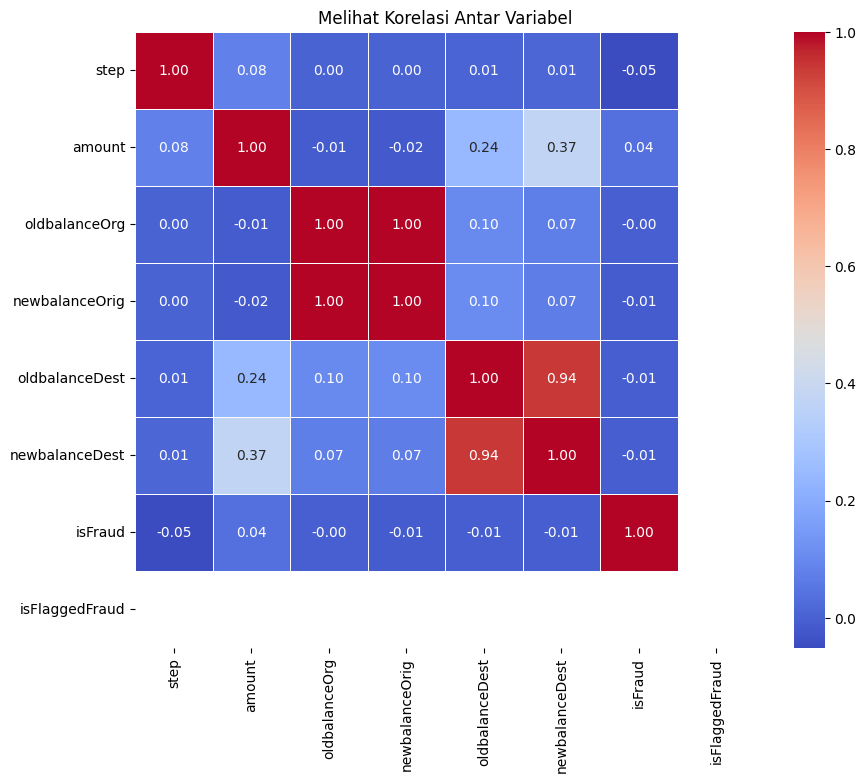 Melihat Korelasi Antar Variabel
step 1.00 0.08 0.00 0.00 0.01 0.01 -0.05
amount 0.08 1.00 -0.01 -0.02 0.24 0.37 0.04
oldbalanceOrg 0.00 -0.01 1.00 1.00 0.10 0.07 -0.00
newbalanceOrig 0.00 -0.02 1.00 1.00 0.10 0.07 -0.01
oldbalanceDest 0.01 0.24 0.10 0.10 1.00 0.94 -0.01
newbalanceDest 0.01 0.37 0.07 0.07 0.94 1.00 -0.01
isFraud -0.05 0.04 -0.00 -0.01 -0.01 -0.01 1.00
isFlaggedFraud
step
amount
oldbalanceOrg
newbalanceOrig
oldbalanceDest
newbalanceDest
isFraud
isFlaggedFraud
1.0
0.8
0.6
0.4
0.2
0.0